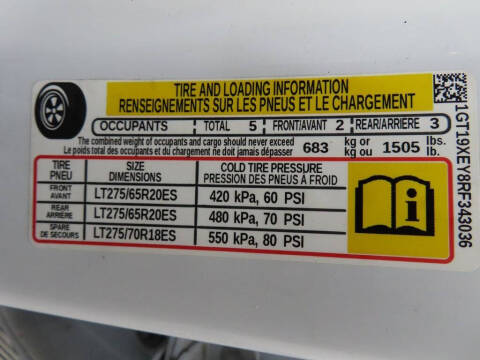 TIRE AND LOADING INFORMATION
RENSEIGNEMENTS SUR LES PNEUS ET LE CHARGEMENT
OCCUPANTS TOTAL 5 FRONT/AVANT 2 REAR/ARRIÈRE 3
The combined weight of occupants and cargo should never exceed 683 kg or 1505 lbs.
Le poids total des occupants et du chargement ne doit jamais dépasser kg ou lb.
TIRE SIZE COLD TIRE PRESSURE
PNEU DIMENSIONS PRESSION DES PNEUS À FROID
FRONT AVANT LT275/65R20ES 420 kPa, 60 PSI
REAR ARRIÈRE LT275/65R20ES 480 kPa, 70 PSI
SPARE DE SECOURS LT275/70R18ES 550 kPa, 80 PSI
1GT19XEY8RF343036